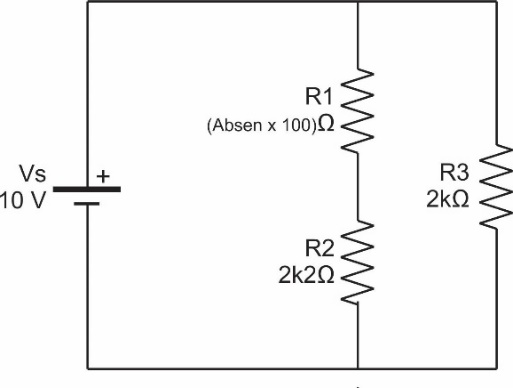 R1
(Absen x 100)Ω
Vs
+
10 V
R3
2kΩ
R2
2k2Ω